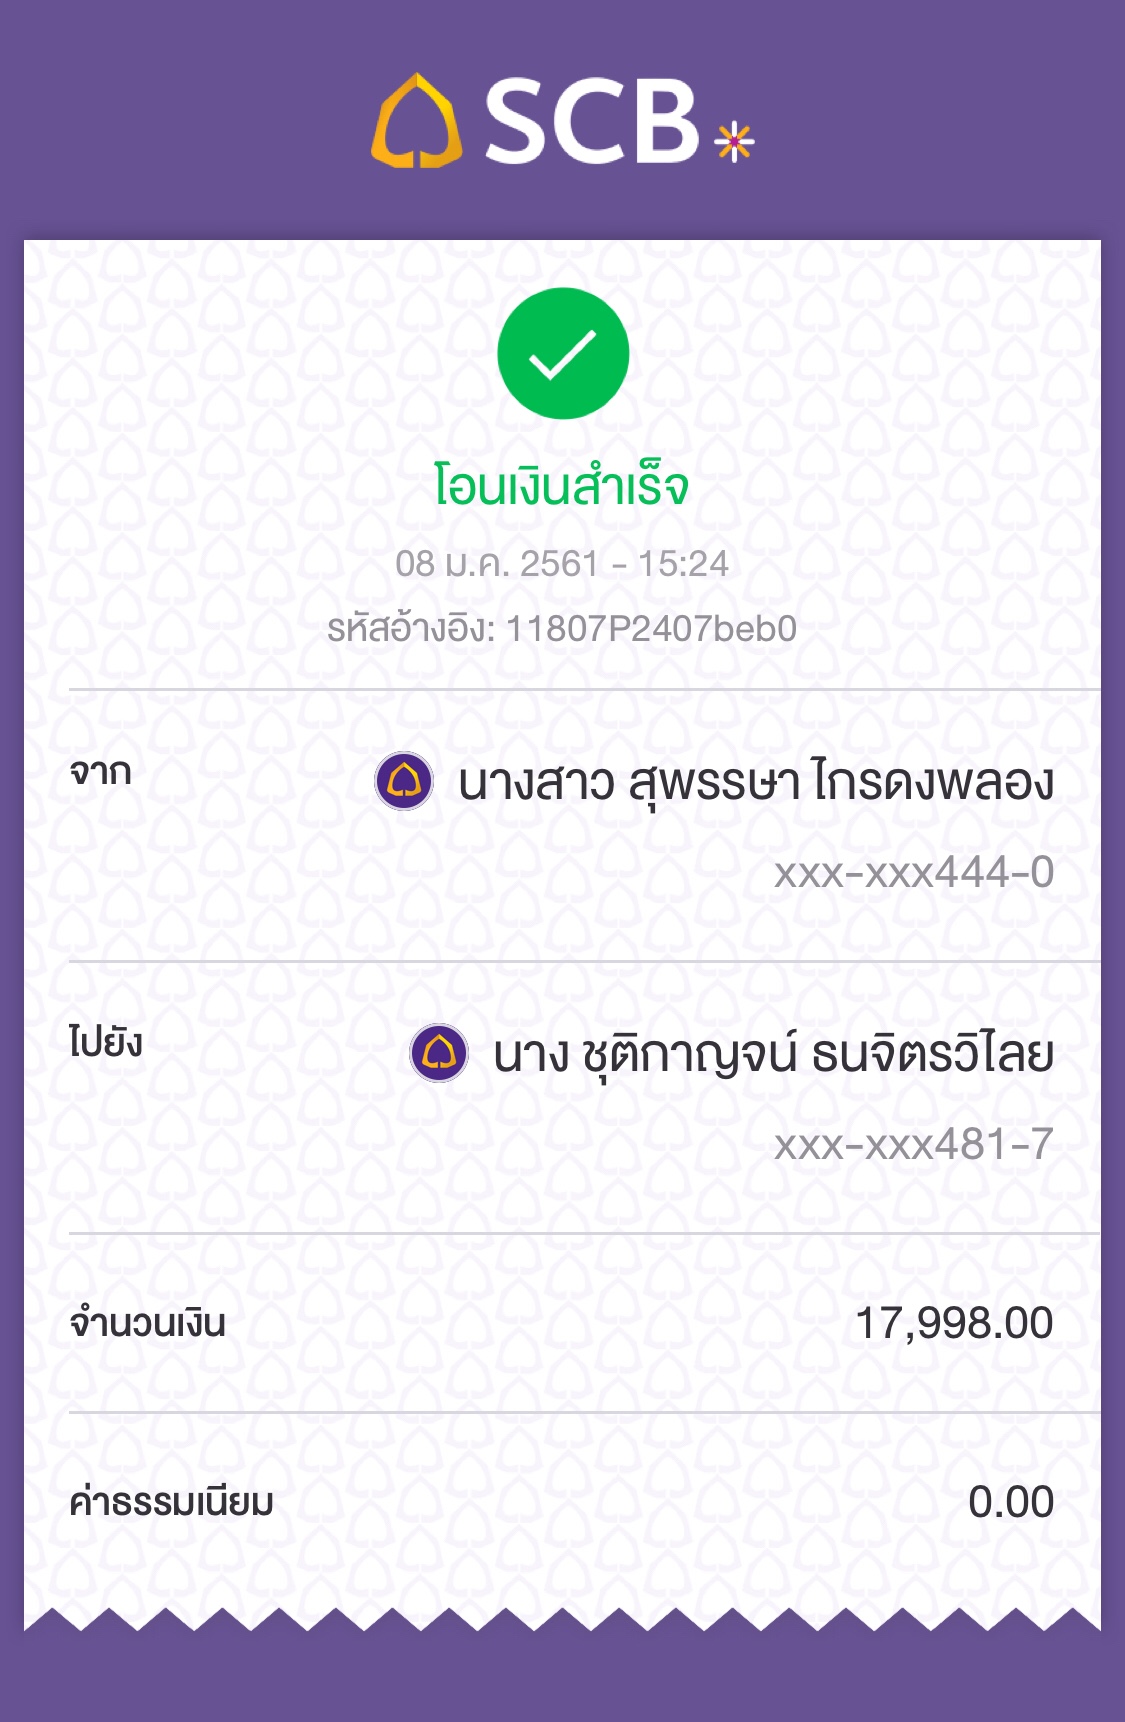 SCB
โอนเงินสำเร็จ
08 ม.ค. 2561 - 15:24
รหัสอ้างอิง: 11807P2407beb0
จาก นางสาว สุพรรษา ไกรดงพลอง
xxx-xxx444-0
ไปยัง นาง ชุติกาญจน์ ธนจิตรวิไลย
xxx-xxx481-7
จำนวนเงิน 17,998.00
ค่าธรรมเนียม 0.00